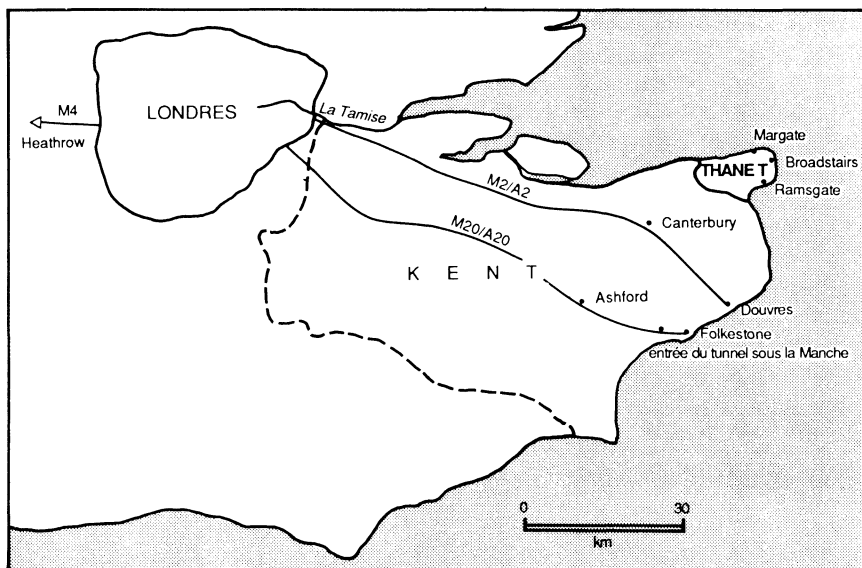 M4
Heathrow
LONDRES
La Tamise
Margate
Broadstairs
THANET
Ramsgate
M2/A2
M20/A20
Canterbury
KENT
Ashford
Douvres
Folkestone
entrée du tunnel sous la Manche
0 30
km